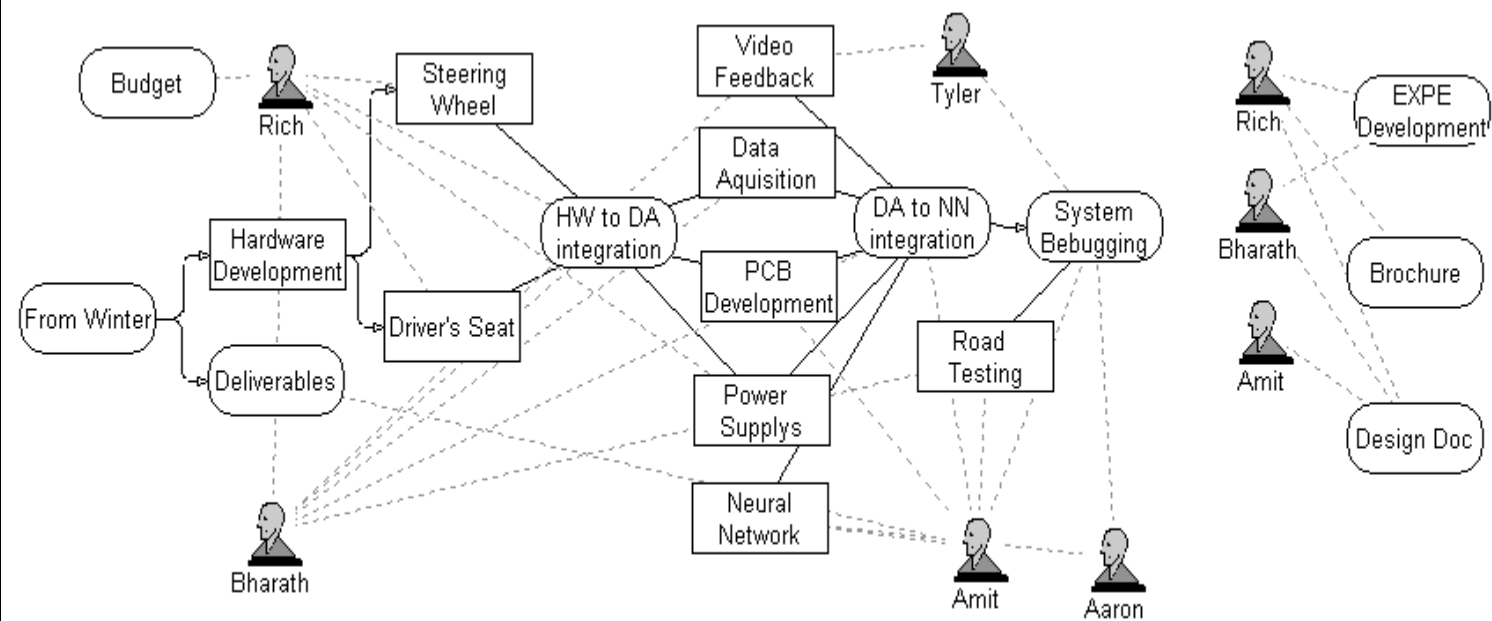 Budget
Rich
Steering
Wheel
Video
Feedback
Tyler
Data
Aquisition
HW to DA
integration
DA to NN
integration
System
Bebugging
Hardware
Development
PCB
Development
From Winter
Driver's Seat
Deliverables
Road
Testing
Power
Supplys
Neural
Network
Bharath
Amit
Aaron
Rich
EXPE
Development
Bharath
Brochure
Amit
Design Doc